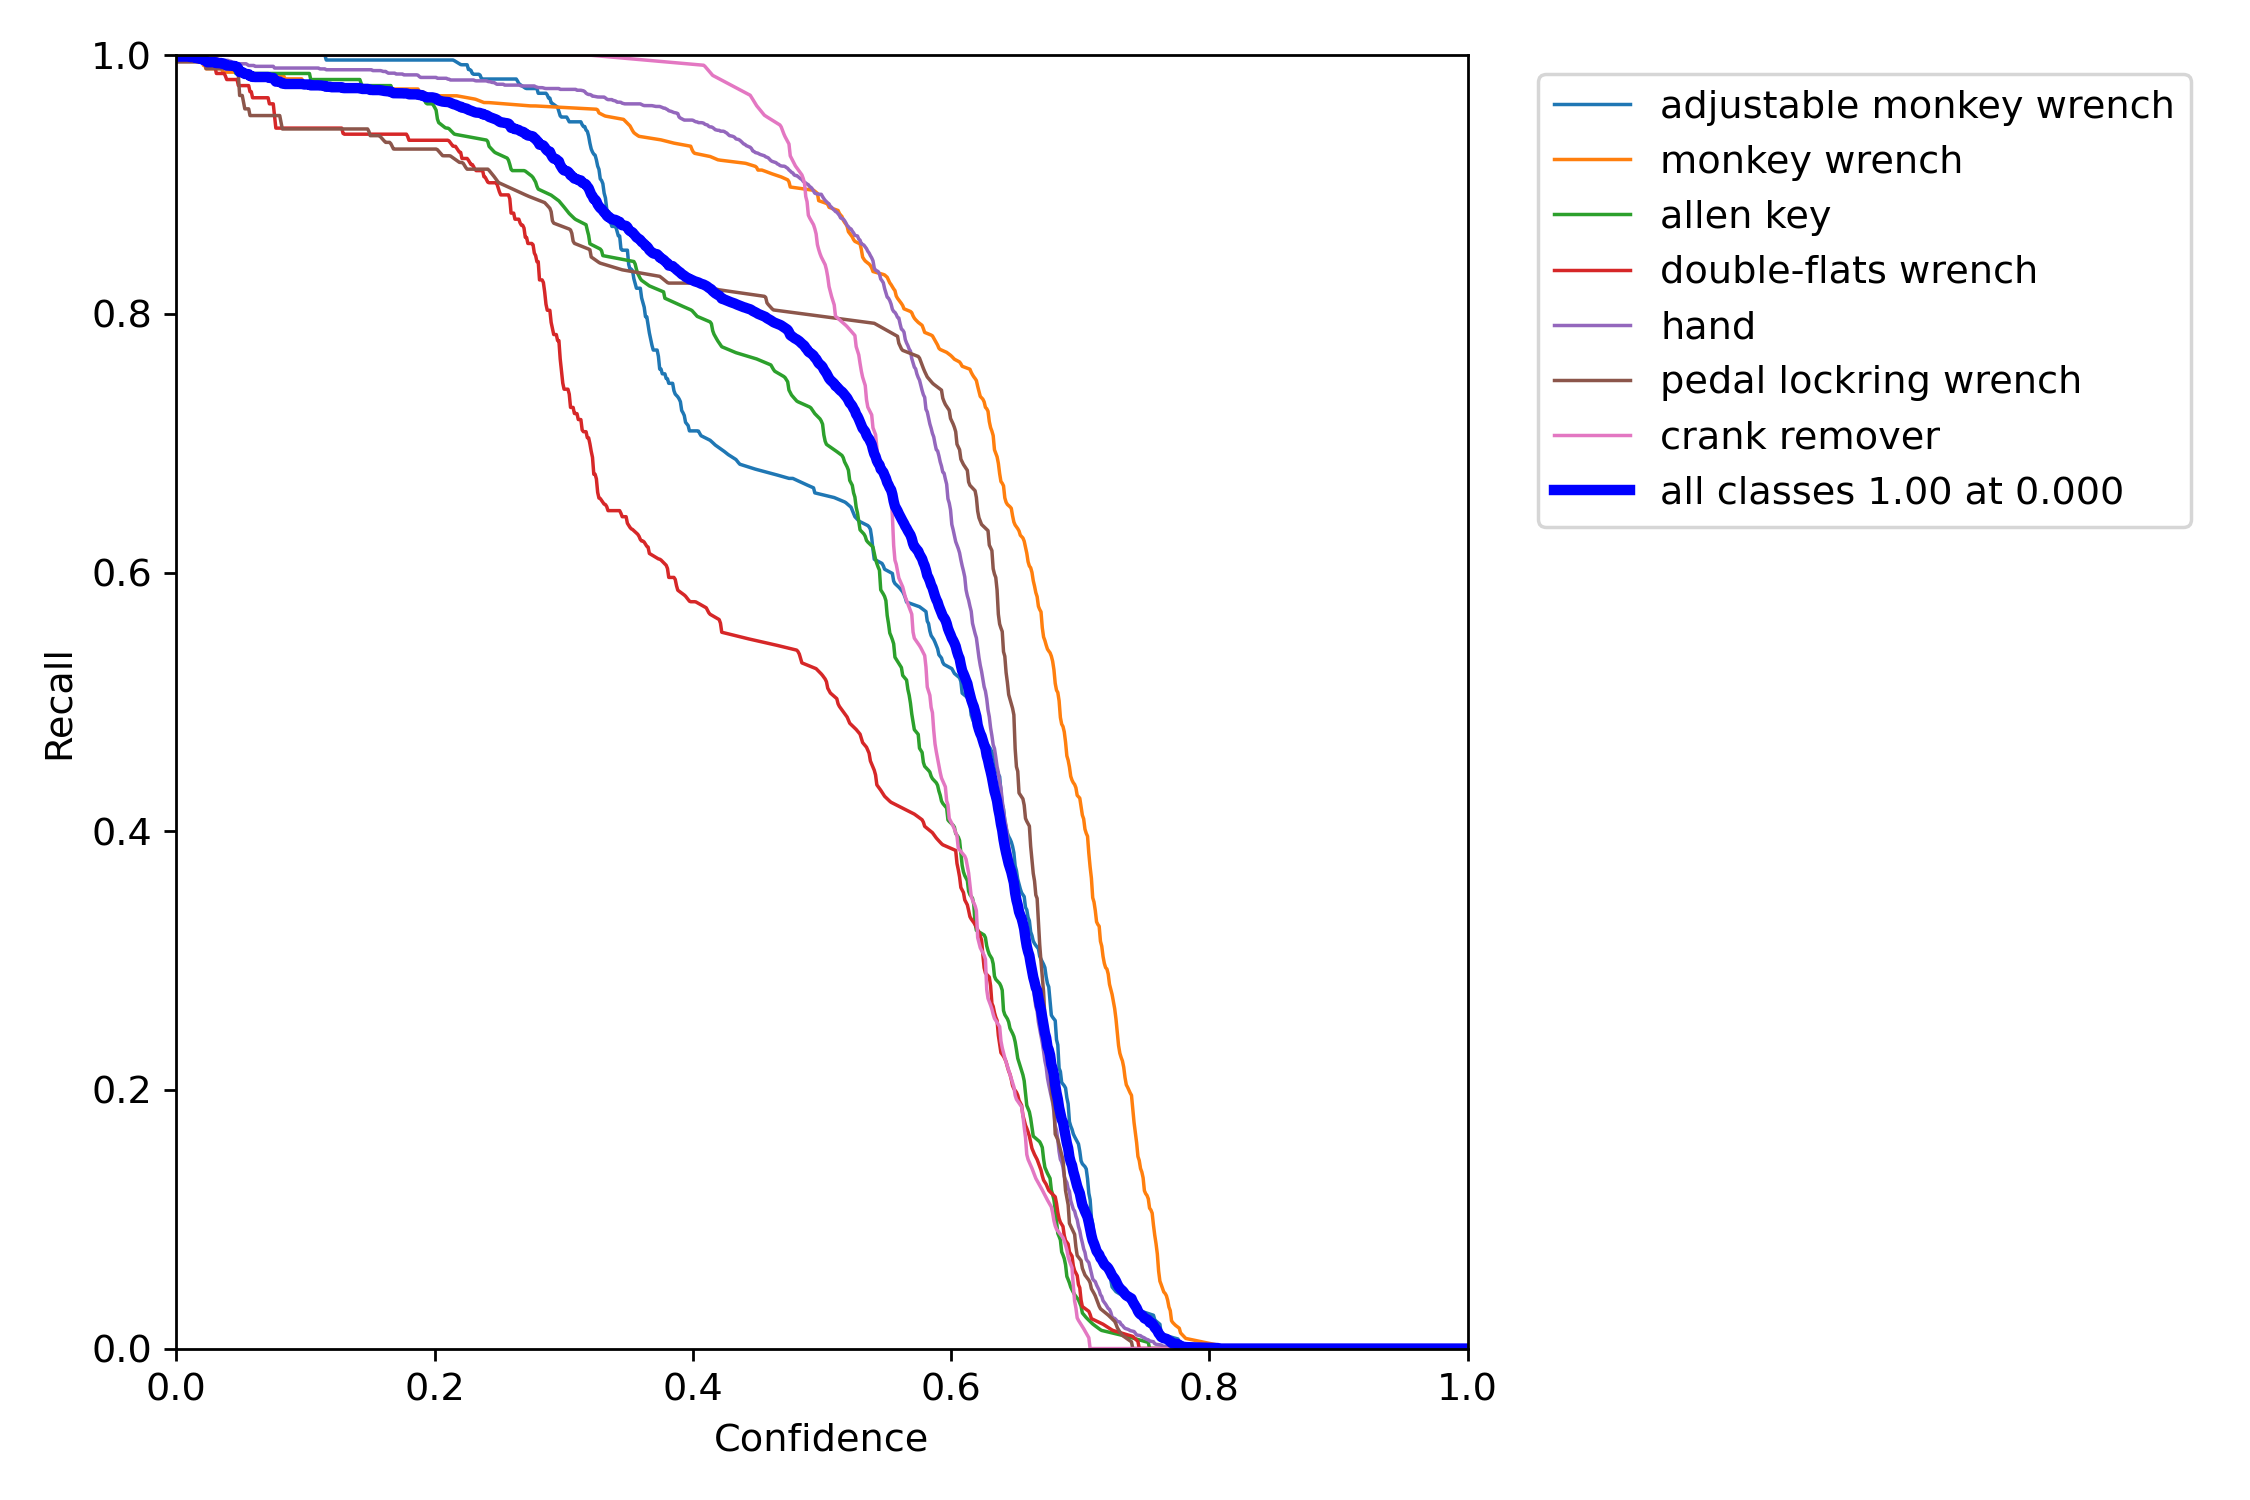 1.0
0.8
0.6
0.4
0.2
0.0
Recall
0.0 0.2 0.4 0.6 0.8 1.0
Confidence
adjustable monkey wrench
monkey wrench
allen key
double-flats wrench
hand
pedal lockring wrench
crank remover
all classes 1.00 at 0.000